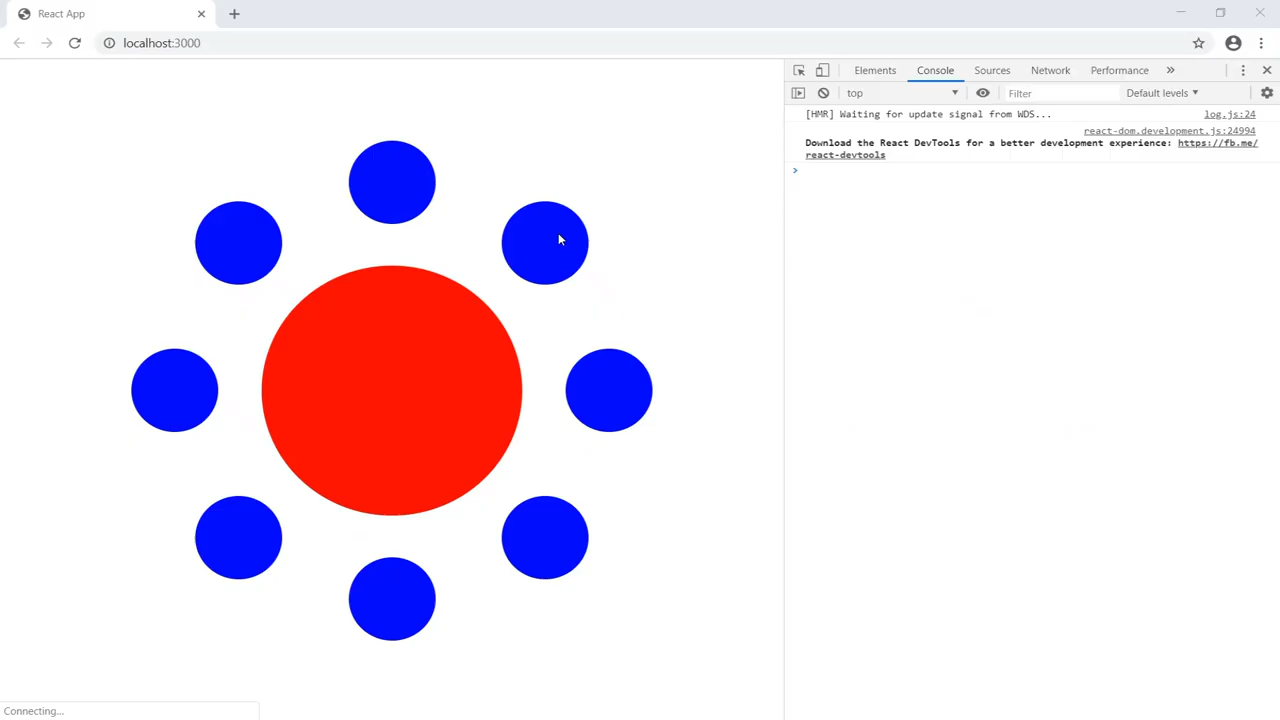 React App
localhost:3000
Elements Console Sources Network Performance »
top Filter Default levels
[HMR] Waiting for update signal from WDS... log.js:24
react-dom.development.js:24994
Download the React DevTools for a better development experience: https://fb.me/
react-devtools
>
Connecting...